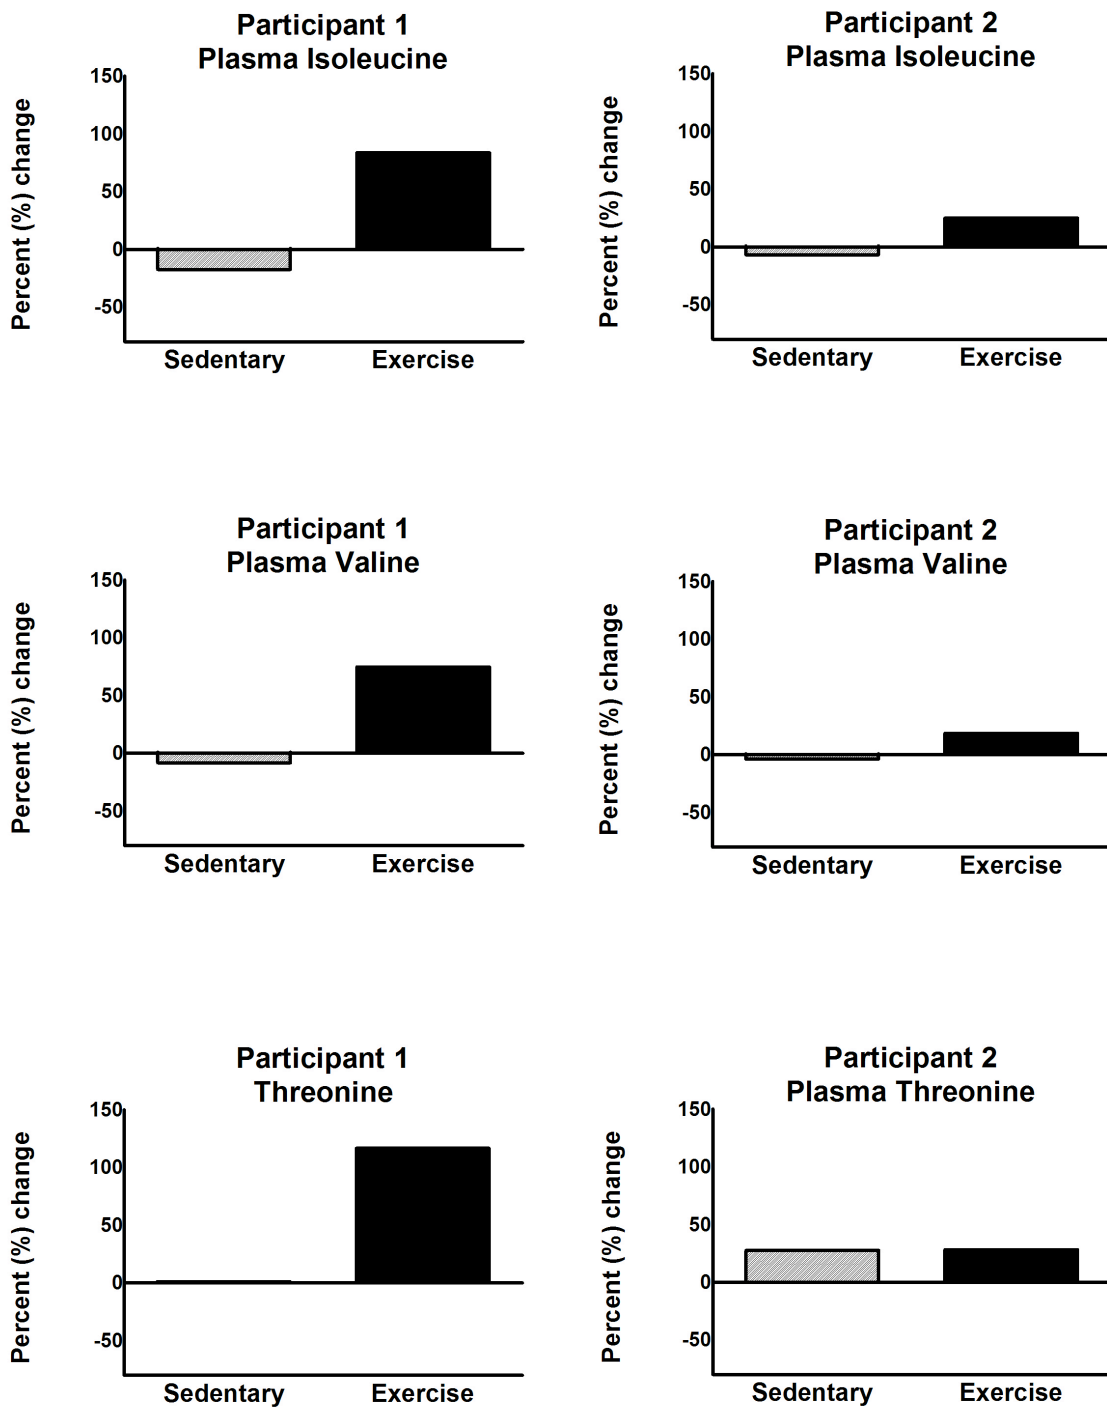 Participant 1
Plasma Isoleucine
Percent (%) change
150
100
50
0
-50
Sedentary Exercise
Participant 2
Plasma Isoleucine
Percent (%) change
150
100
50
0
-50
Sedentary Exercise
Participant 1
Plasma Valine
Percent (%) change
150
100
50
0
-50
Sedentary Exercise
Participant 2
Plasma Valine
Percent (%) change
150
100
50
0
-50
Sedentary Exercise
Participant 1
Threonine
Percent (%) change
150
100
50
0
-50
Sedentary Exercise
Participant 2
Plasma Threonine
Percent (%) change
150
100
50
0
-50
Sedentary Exercise